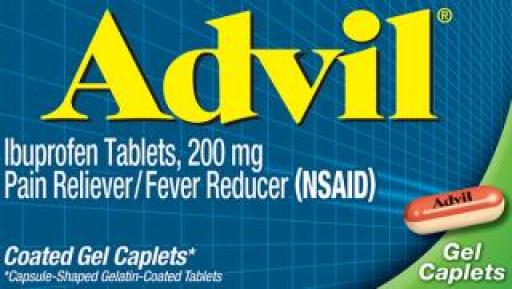 Advil®
Ibuprofen Tablets, 200 mg
Pain Reliever/Fever Reducer (NSAID)
Advil
Coated Gel Caplets*
*Capsule-Shaped Gelatin-Coated Tablets
Gel
Caplets